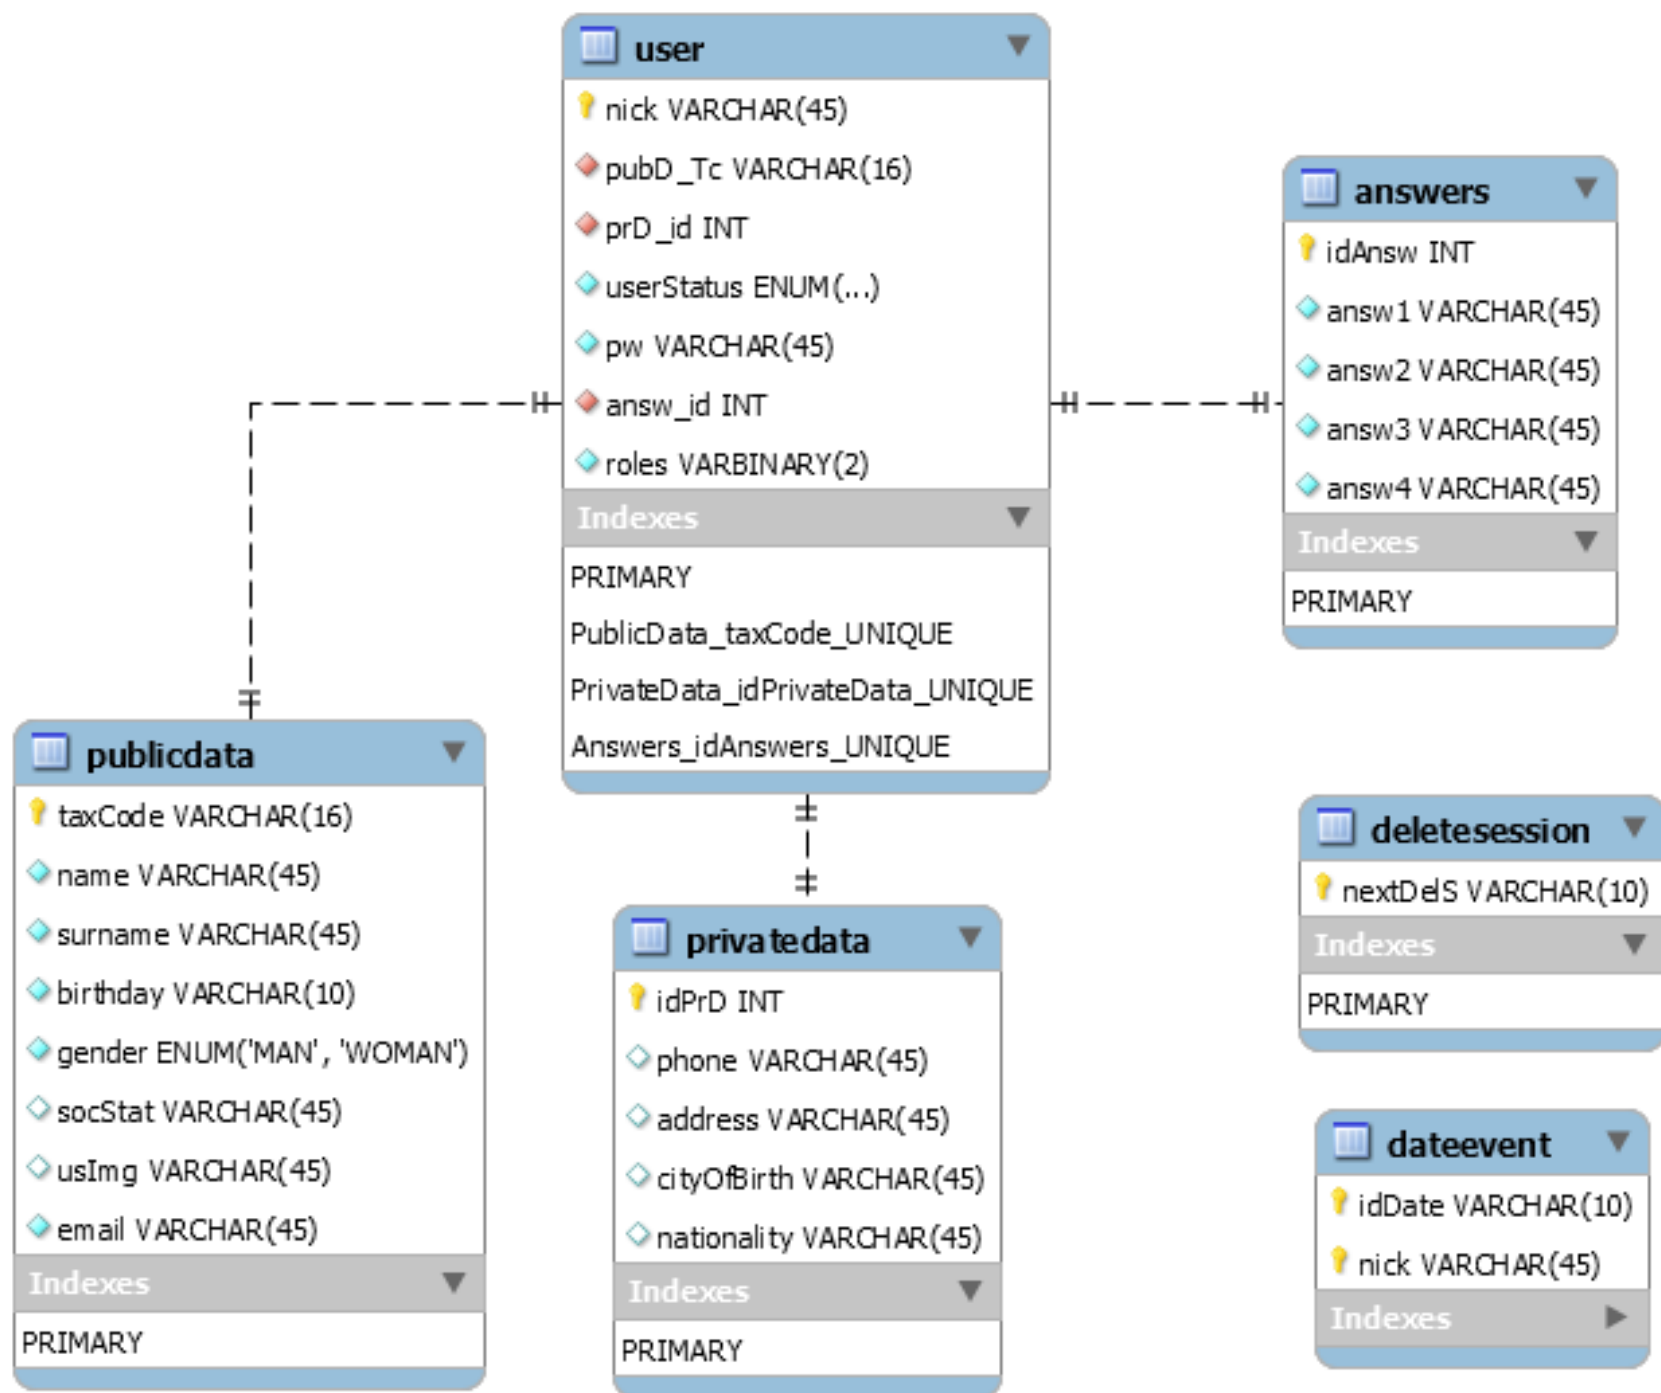 user
nick VARCHAR(45)
pubD_Tc VARCHAR(16)
prD_id INT
userStatus ENUM(...)
pw VARCHAR(45)
answ_id INT
roles VARBINARY(2)
Indexes
PRIMARY
PublicData_taxCode_UNIQUE
PrivateData_idPrivateData_UNIQUE
Answers_idAnswers_UNIQUE
answers
idAnsw INT
answ1 VARCHAR(45)
answ2 VARCHAR(45)
answ3 VARCHAR(45)
answ4 VARCHAR(45)
Indexes
PRIMARY
publicdata
taxCode VARCHAR(16)
name VARCHAR(45)
surname VARCHAR(45)
birthday VARCHAR(10)
gender ENUM('MAN', 'WOMAN')
socStat VARCHAR(45)
usImg VARCHAR(45)
email VARCHAR(45)
Indexes
PRIMARY
privatedata
idPrD INT
phone VARCHAR(45)
address VARCHAR(45)
cityOfBirth VARCHAR(45)
nationality VARCHAR(45)
Indexes
PRIMARY
deletesession
nextDelS VARCHAR(10)
Indexes
PRIMARY
dateevent
idDate VARCHAR(10)
nick VARCHAR(45)
Indexes